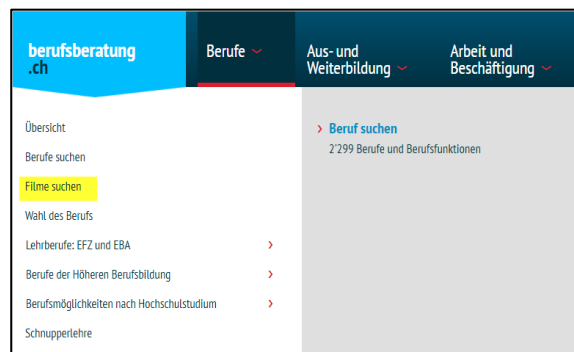 berufsberatung
.ch
Berufe
Aus- und
Weiterbildung
Arbeit und
Beschäftigung
Übersicht
Berufe suchen
Filme suchen
Wahl des Berufs
Lehrberufe: EFZ und EBA
Berufe der Höheren Berufsbildung
Berufsmöglichkeiten nach Hochschulstudium
Schnupperlehre
Beruf suchen
2'299 Berufe und Berufsfunktionen